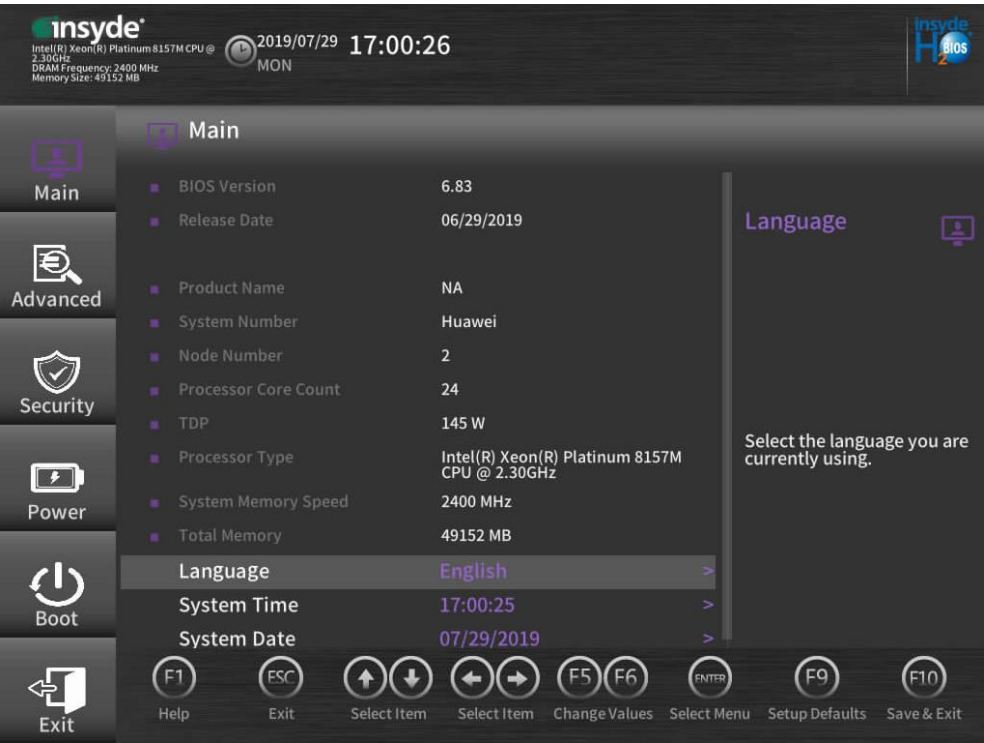 insyde®
Intel(R) Xeon(R) Platinum 8157M CPU @
2.30GHz
DRAM Frequency: 2400 MHz
Memory Size: 49152 MB
2019/07/29 17:00:26
MON
insyde
H2O BIOS
Main
Main
Advanced
Security
Power
Boot
Exit
BIOS Version 6.83
Release Date 06/29/2019
Product Name NA
System Number Huawei
Node Number 2
Processor Core Count 24
TDP 145 W
Processor Type Intel(R) Xeon(R) Platinum 8157M
CPU @ 2.30GHz
System Memory Speed 2400 MHz
Total Memory 49152 MB
Language English >
System Time 17:00:25 >
System Date 07/29/2019 >
Language
Select the language you are
currently using.
F1 ESC F5 F6 ENTER F9 F10
Help Exit Select Item Select Item Change Values Select Menu Setup Defaults Save & Exit